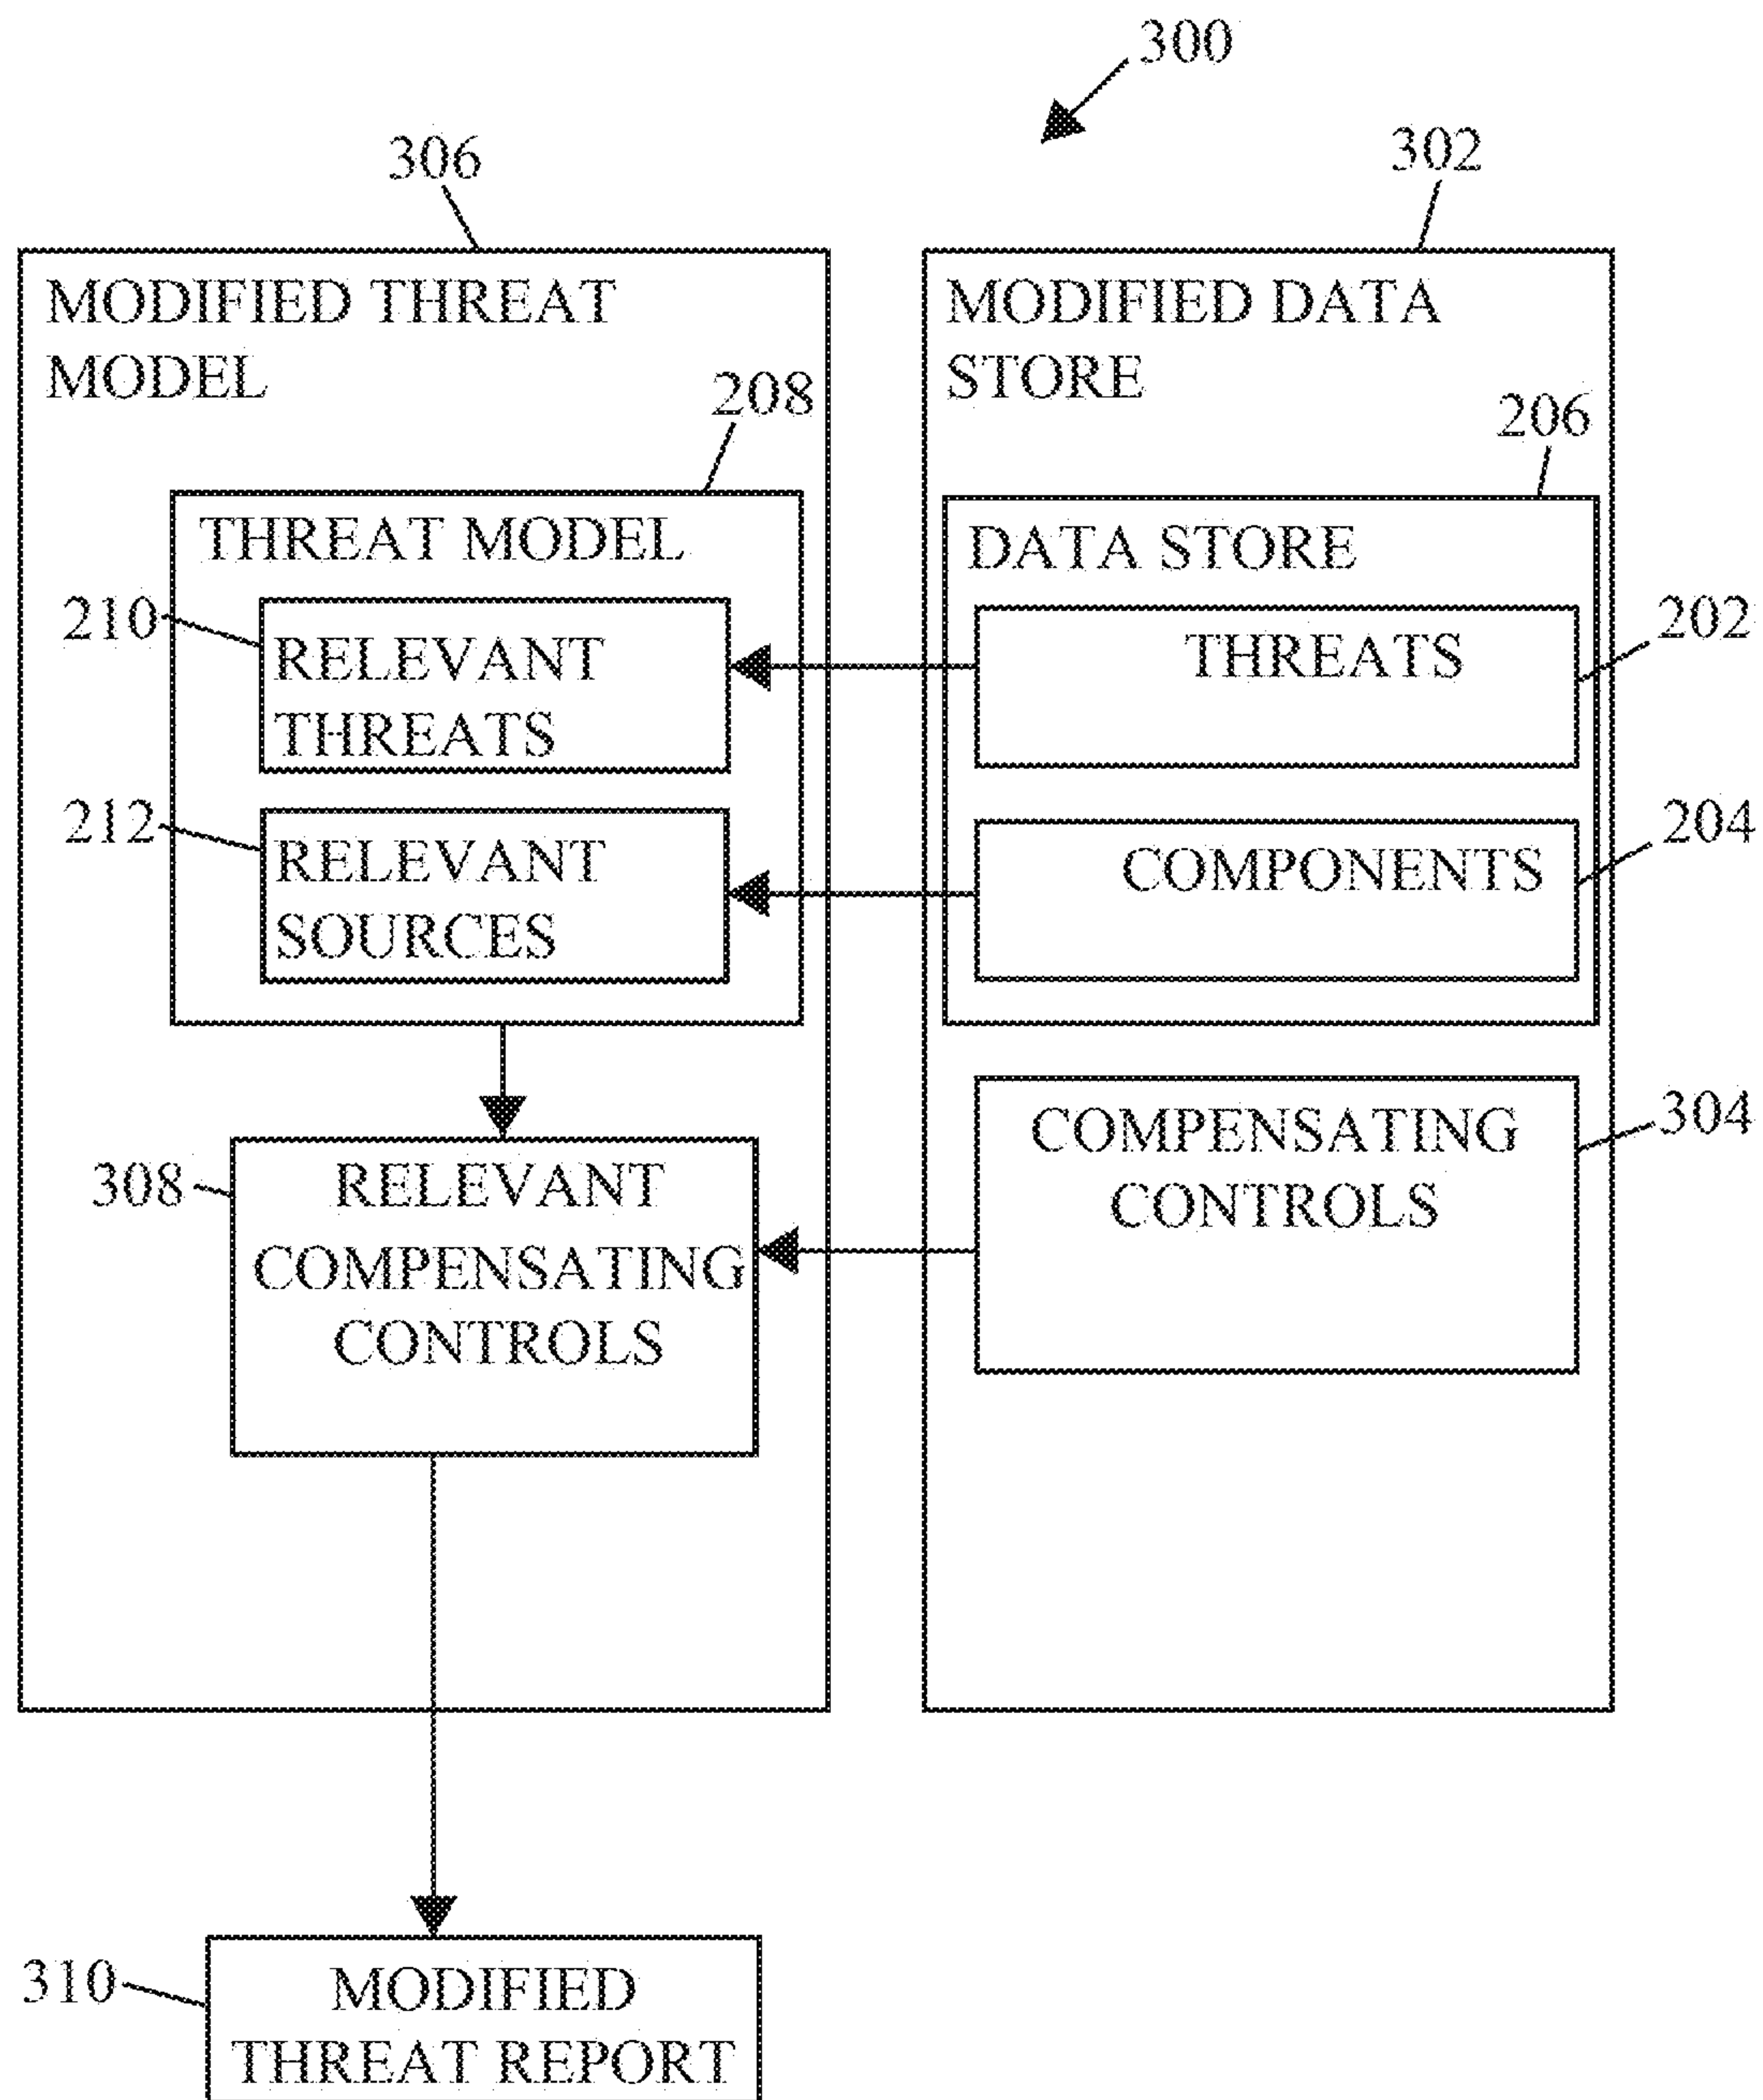 300
306
302
MODIFIED THREAT
MODEL
MODIFIED DATA
STORE
208
206
THREAT MODEL
DATA STORE
210
RELEVANT
THREATS
THREATS
202
212
RELEVANT
SOURCES
COMPONENTS
204
308
RELEVANT
COMPENSATING
CONTROLS
COMPENSATING
CONTROLS
304
310
MODIFIED
THREAT REPORT